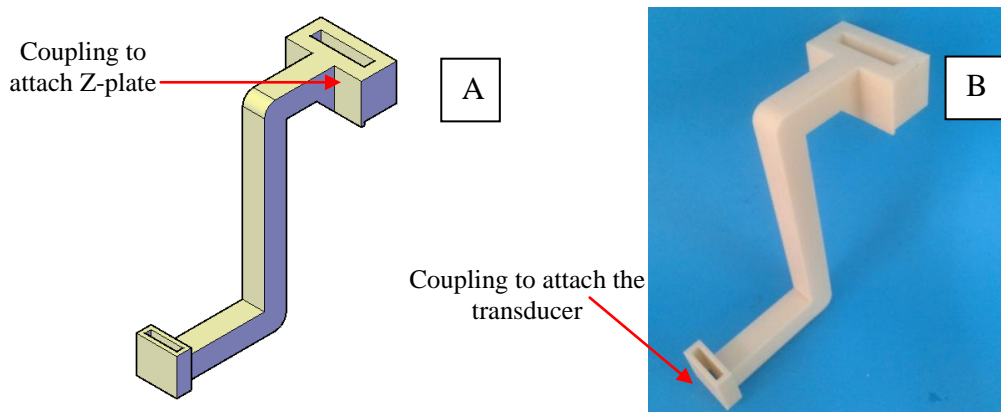 Coupling to
attach Z-plate
A
B
Coupling to attach the
transducer